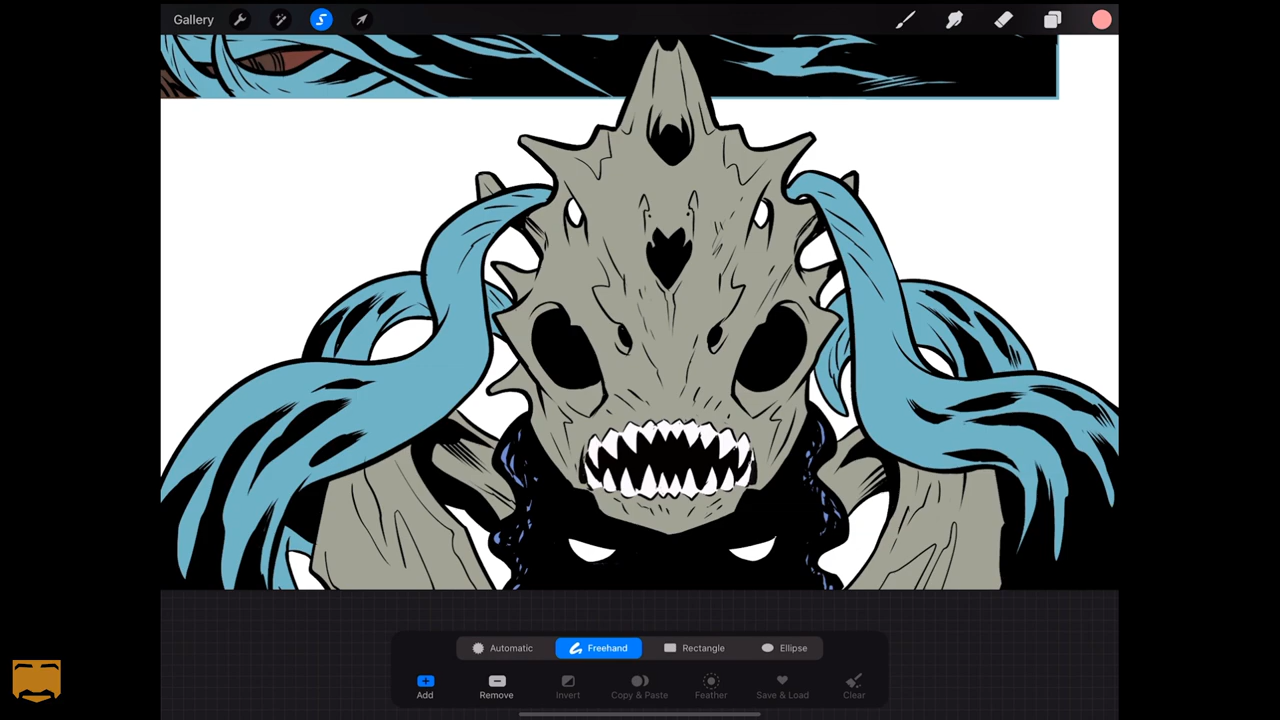 Gallery
Automatic
Freehand
Rectangle
Ellipse
Add
Remove
Invert
Copy & Paste
Feather
Save & Load
Clear